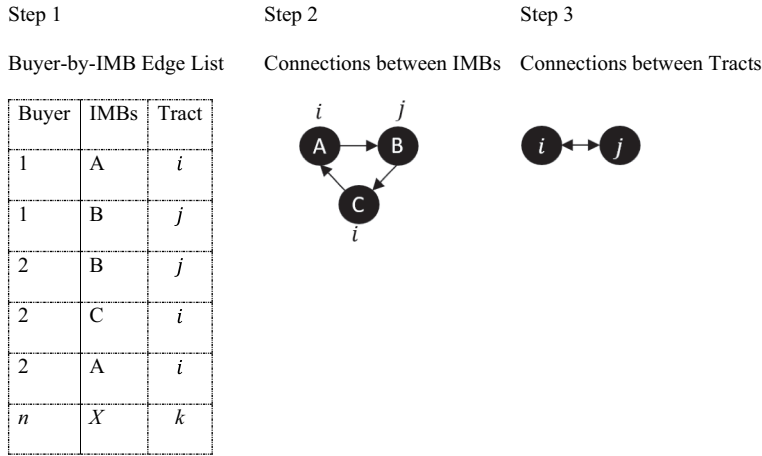 Step 1 Step 2 Step 3
Buyer-by-IMB Edge List Connections between IMBs Connections between Tracts
Buyer IMBs Tract
1 A i
1 B j
2 B j
2 C i
2 A i
n X k
i j
A B
C
i
i j